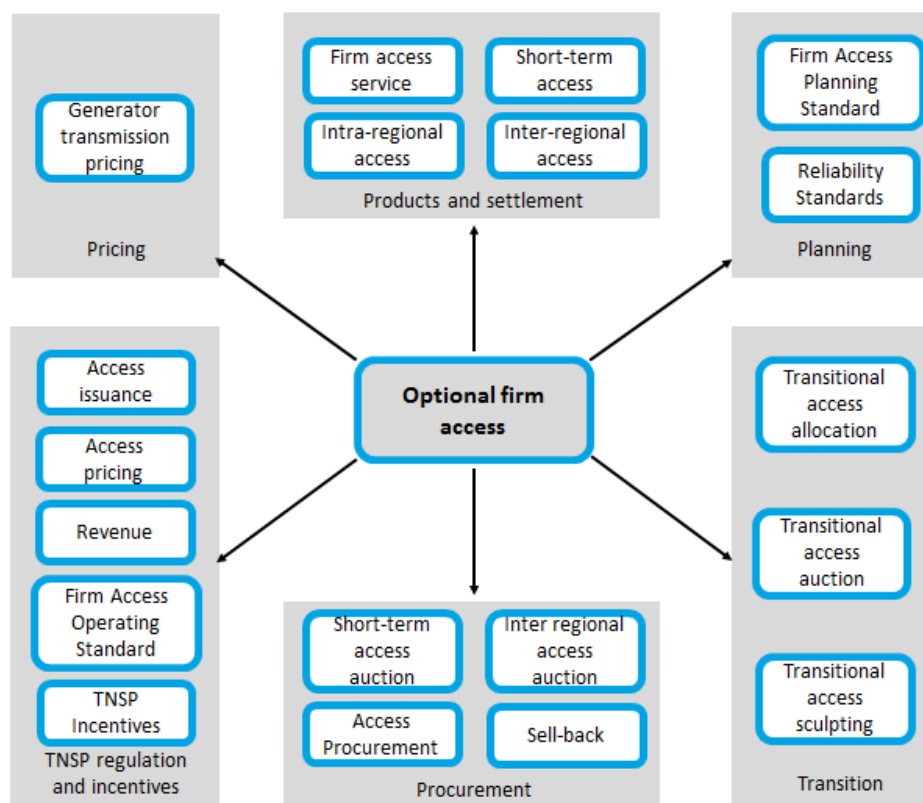 Generator
transmission
pricing
Pricing
Firm access
service
Short-term
access
Intra-regional
access
Inter-regional
access
Products and settlement
Firm Access
Planning
Standard
Reliability
Standards
Planning
Optional firm
access
Access
issuance
Access
pricing
Revenue
Firm Access
Operating
Standard
TNSP
Incentives
TNSP regulation
and incentives
Short-term
access
auction
Inter regional
access
auction
Access
Procurement
Sell-back
Procurement
Transitional
access
allocation
Transitional
access
auction
Transitional
access
sculpting
Transition